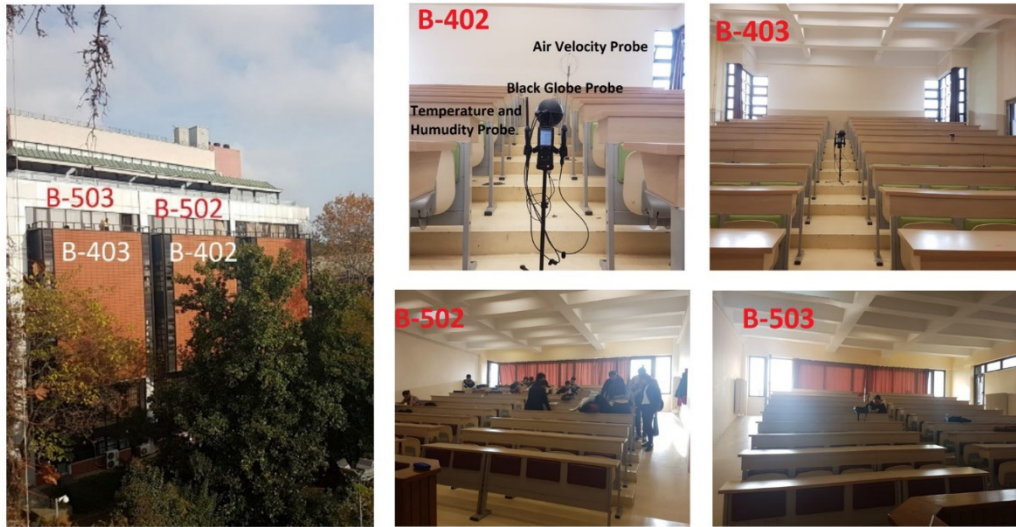 B-503
B-502
B-403
B-402
B-402
Air Velocity Probe
Black Globe Probe
Temperature and
Humudity Probe
B-403
B-502
B-503